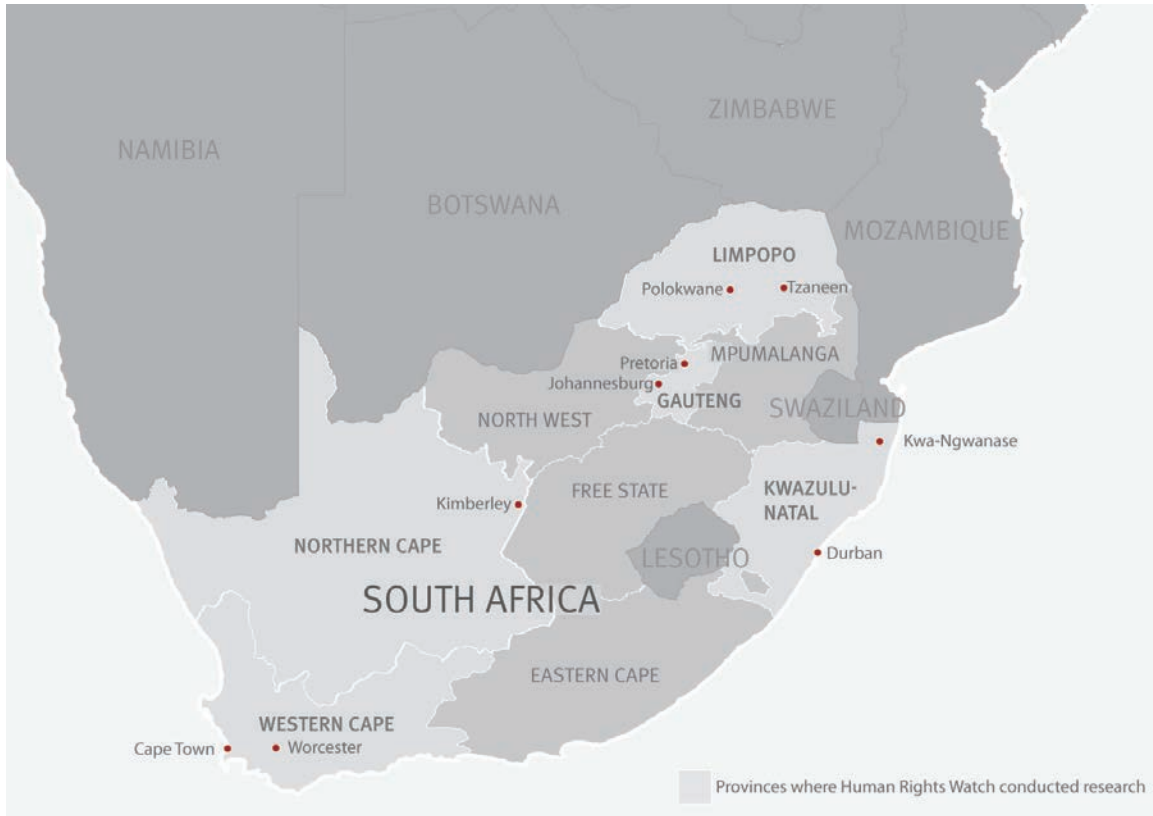 ZIMBABWE
NAMIBIA
BOTSWANA
MOZAMBIQUE
LIMPOPO
Polokwane
Tzaneen
Pretoria
MPUMALANGA
Johannesburg
GAUTENG
SWAZILAND
NORTH WEST
Kwa-Ngwanase
Kimberley
FREE STATE
KWAZULU-
NATAL
NORTHERN CAPE
LESOTHO
Durban
SOUTH AFRICA
EASTERN CAPE
WESTERN CAPE
Cape Town
Worcester
Provinces where Human Rights Watch conducted research